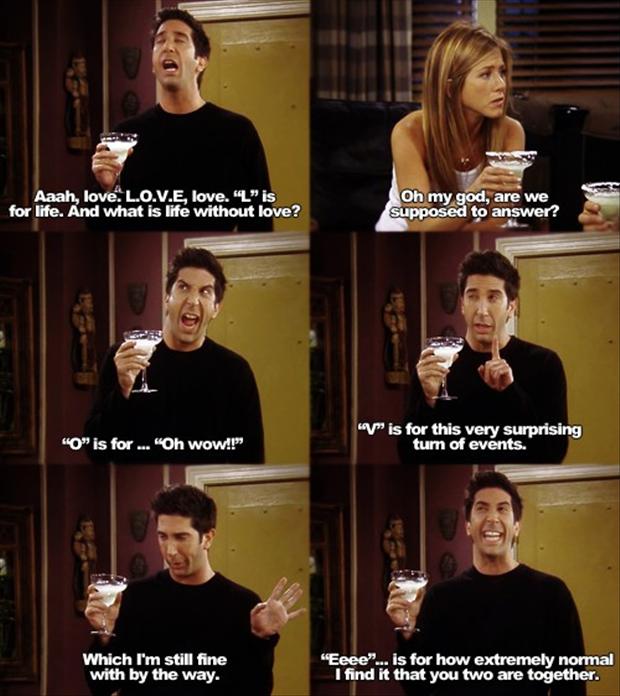 Aaah, love. L.O.V.E, love. “L” is
for life. And what is life without love?
Oh my god, are we
supposed to answer?
“O” is for ... “Oh wow!!”
“V” is for this very surprising
turn of events.
Which I'm still fine
with by the way.
“Eeee”... is for how extremely normal
I find it that you two are together.